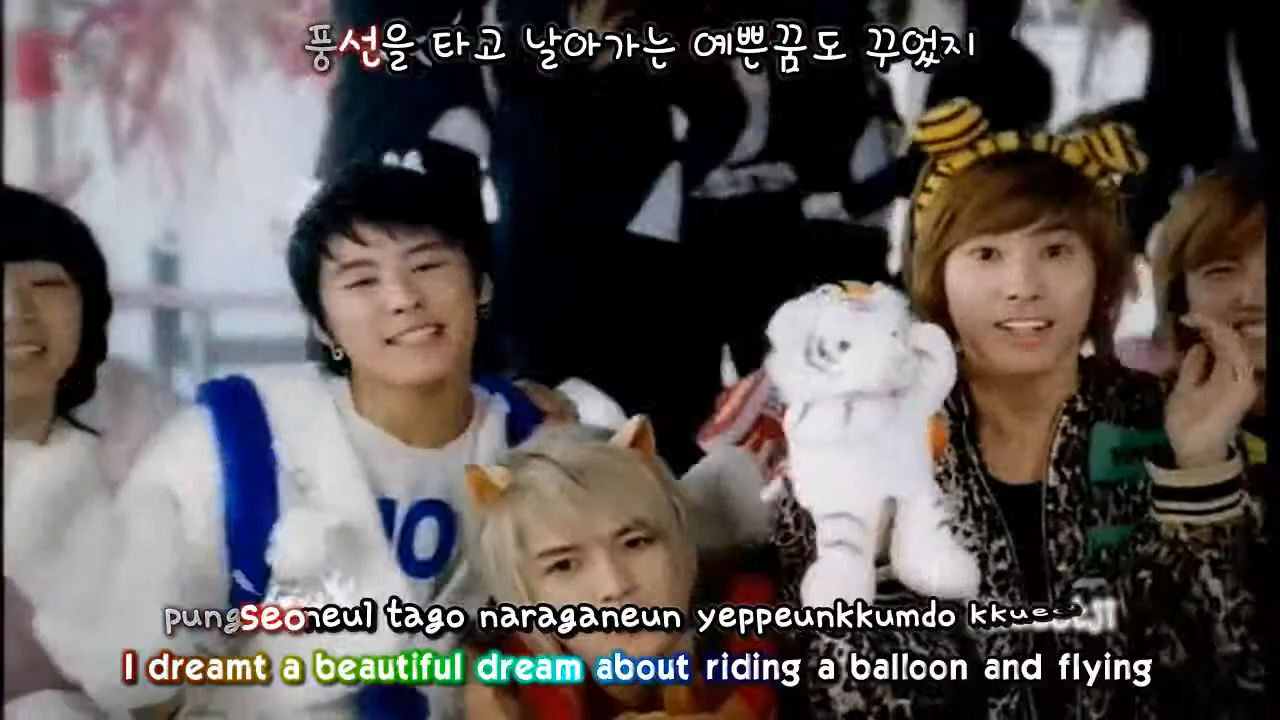 풍선을 타고 날아가는 예쁜꿈도 꾸었지
IO
pungseoneul tago naraganeun yeppeunkkumdo
I dreamt a beautiful dream about riding a balloon and flying